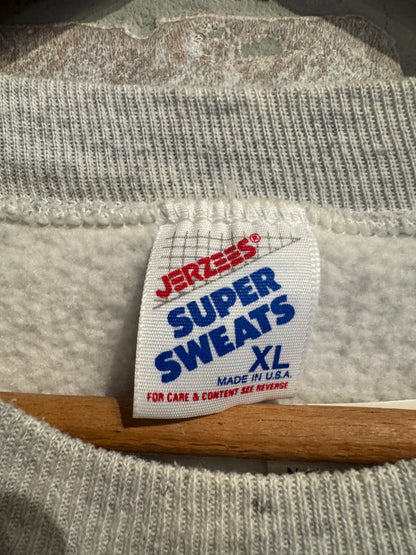 JERZEES®
SUPER
SWEATS
XL
MADE IN U.S.A.
FOR CARE & CONTENT SEE REVERSE